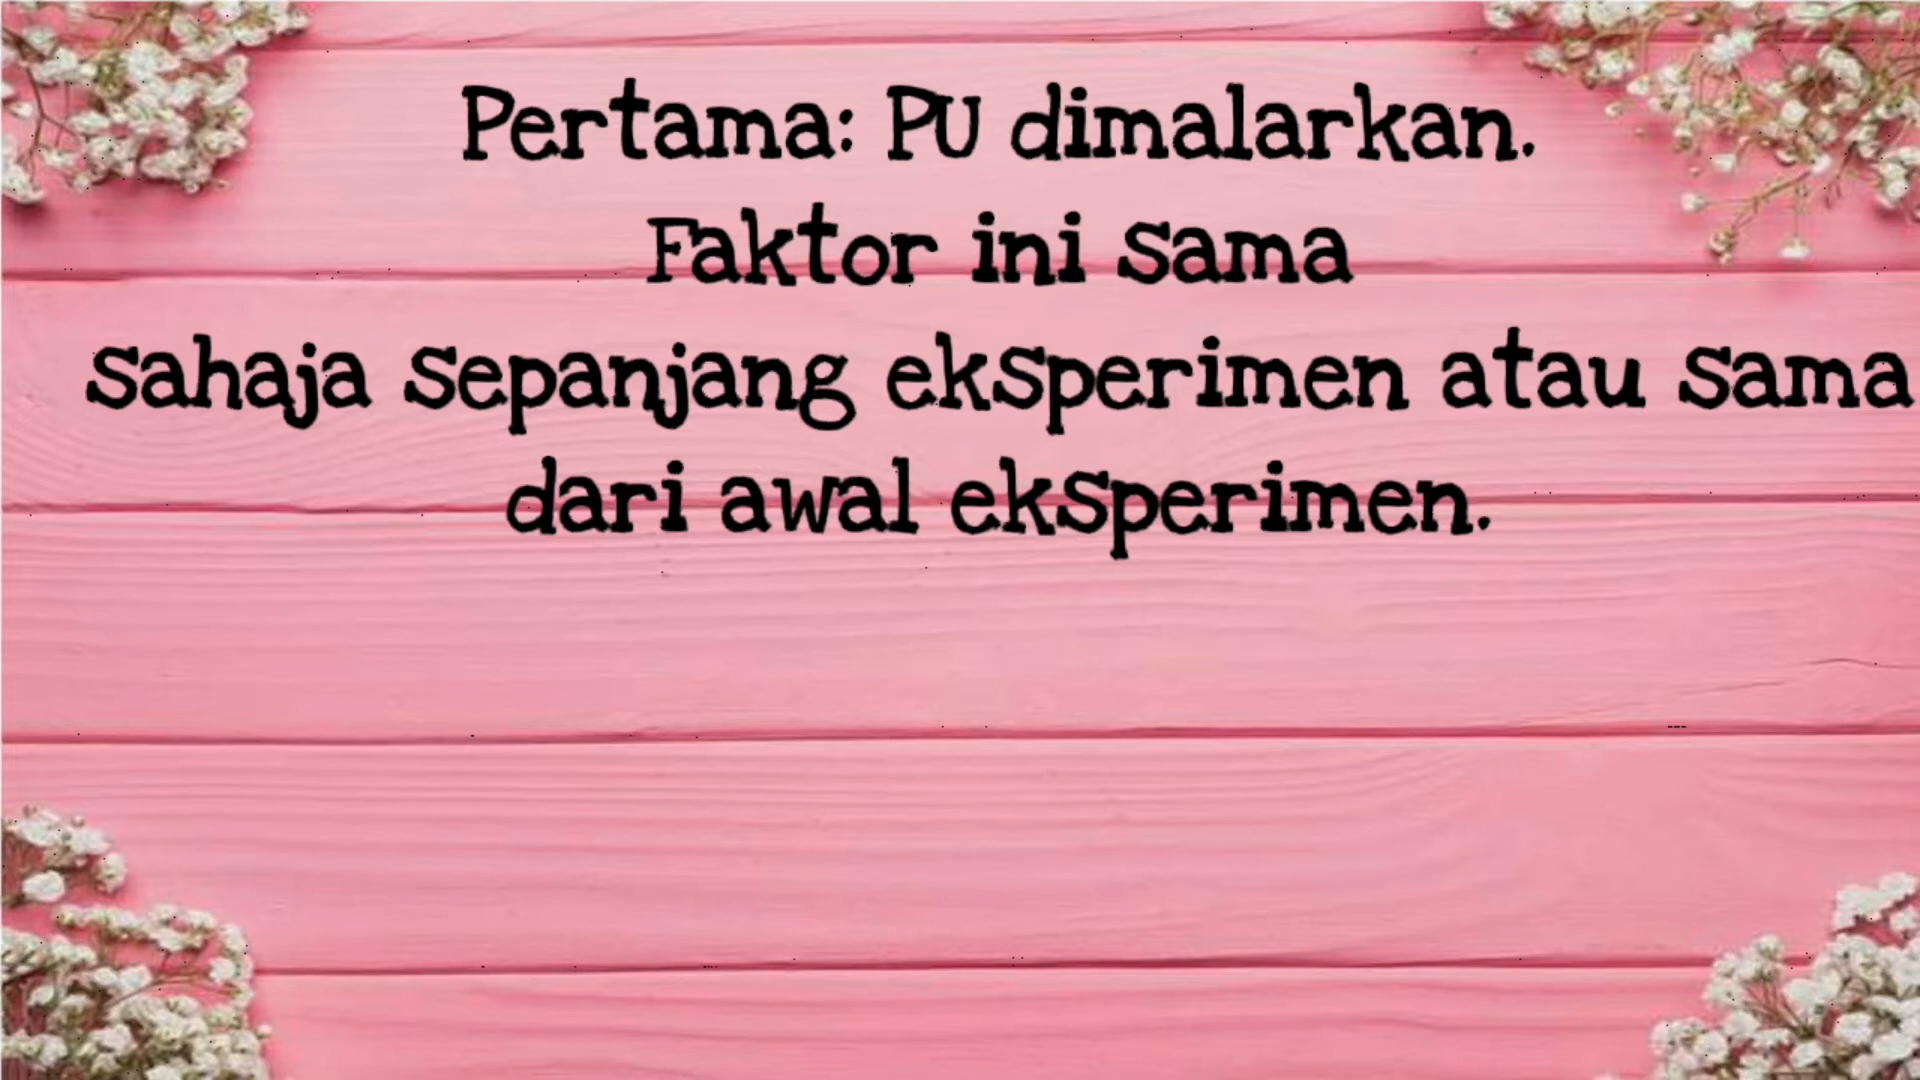 Pertama: PU dimalarkan.
Faktor ini sama
sahaja sepanjang eksperimen atau sama
dari awal eksperimen.